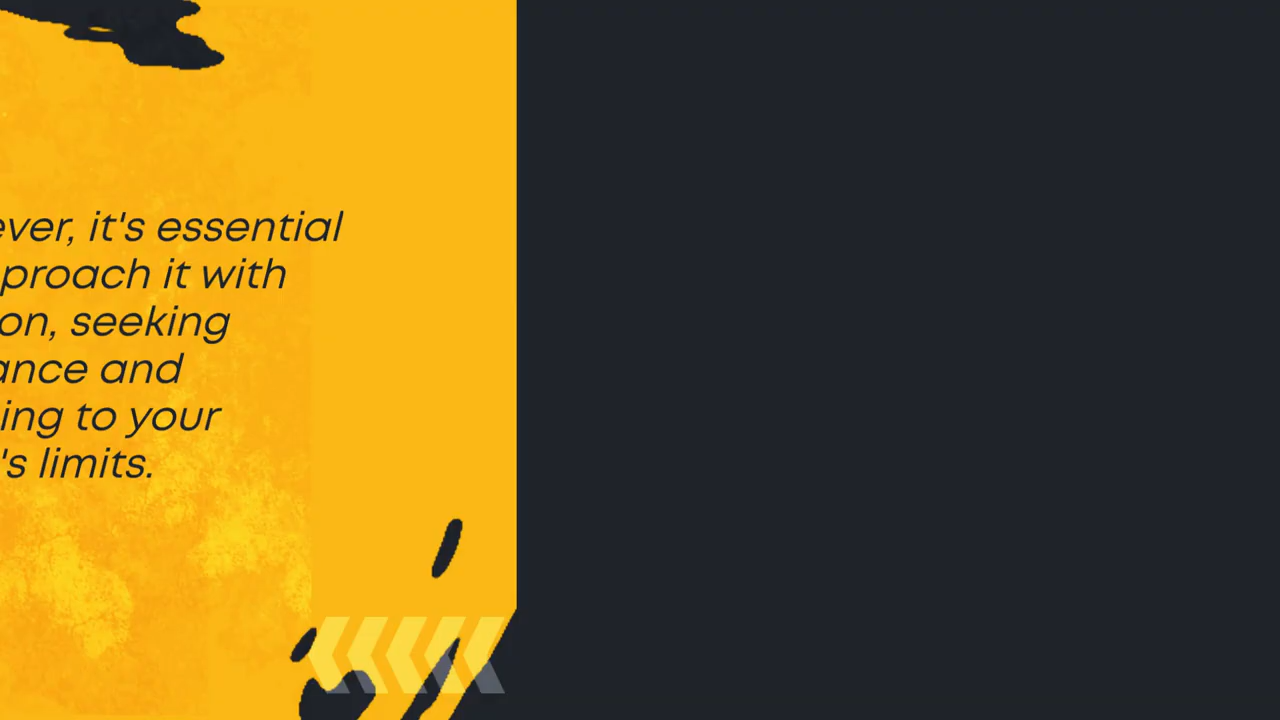 ever, it's essential
proach it with
on, seeking
ance and
ing to your
's limits.